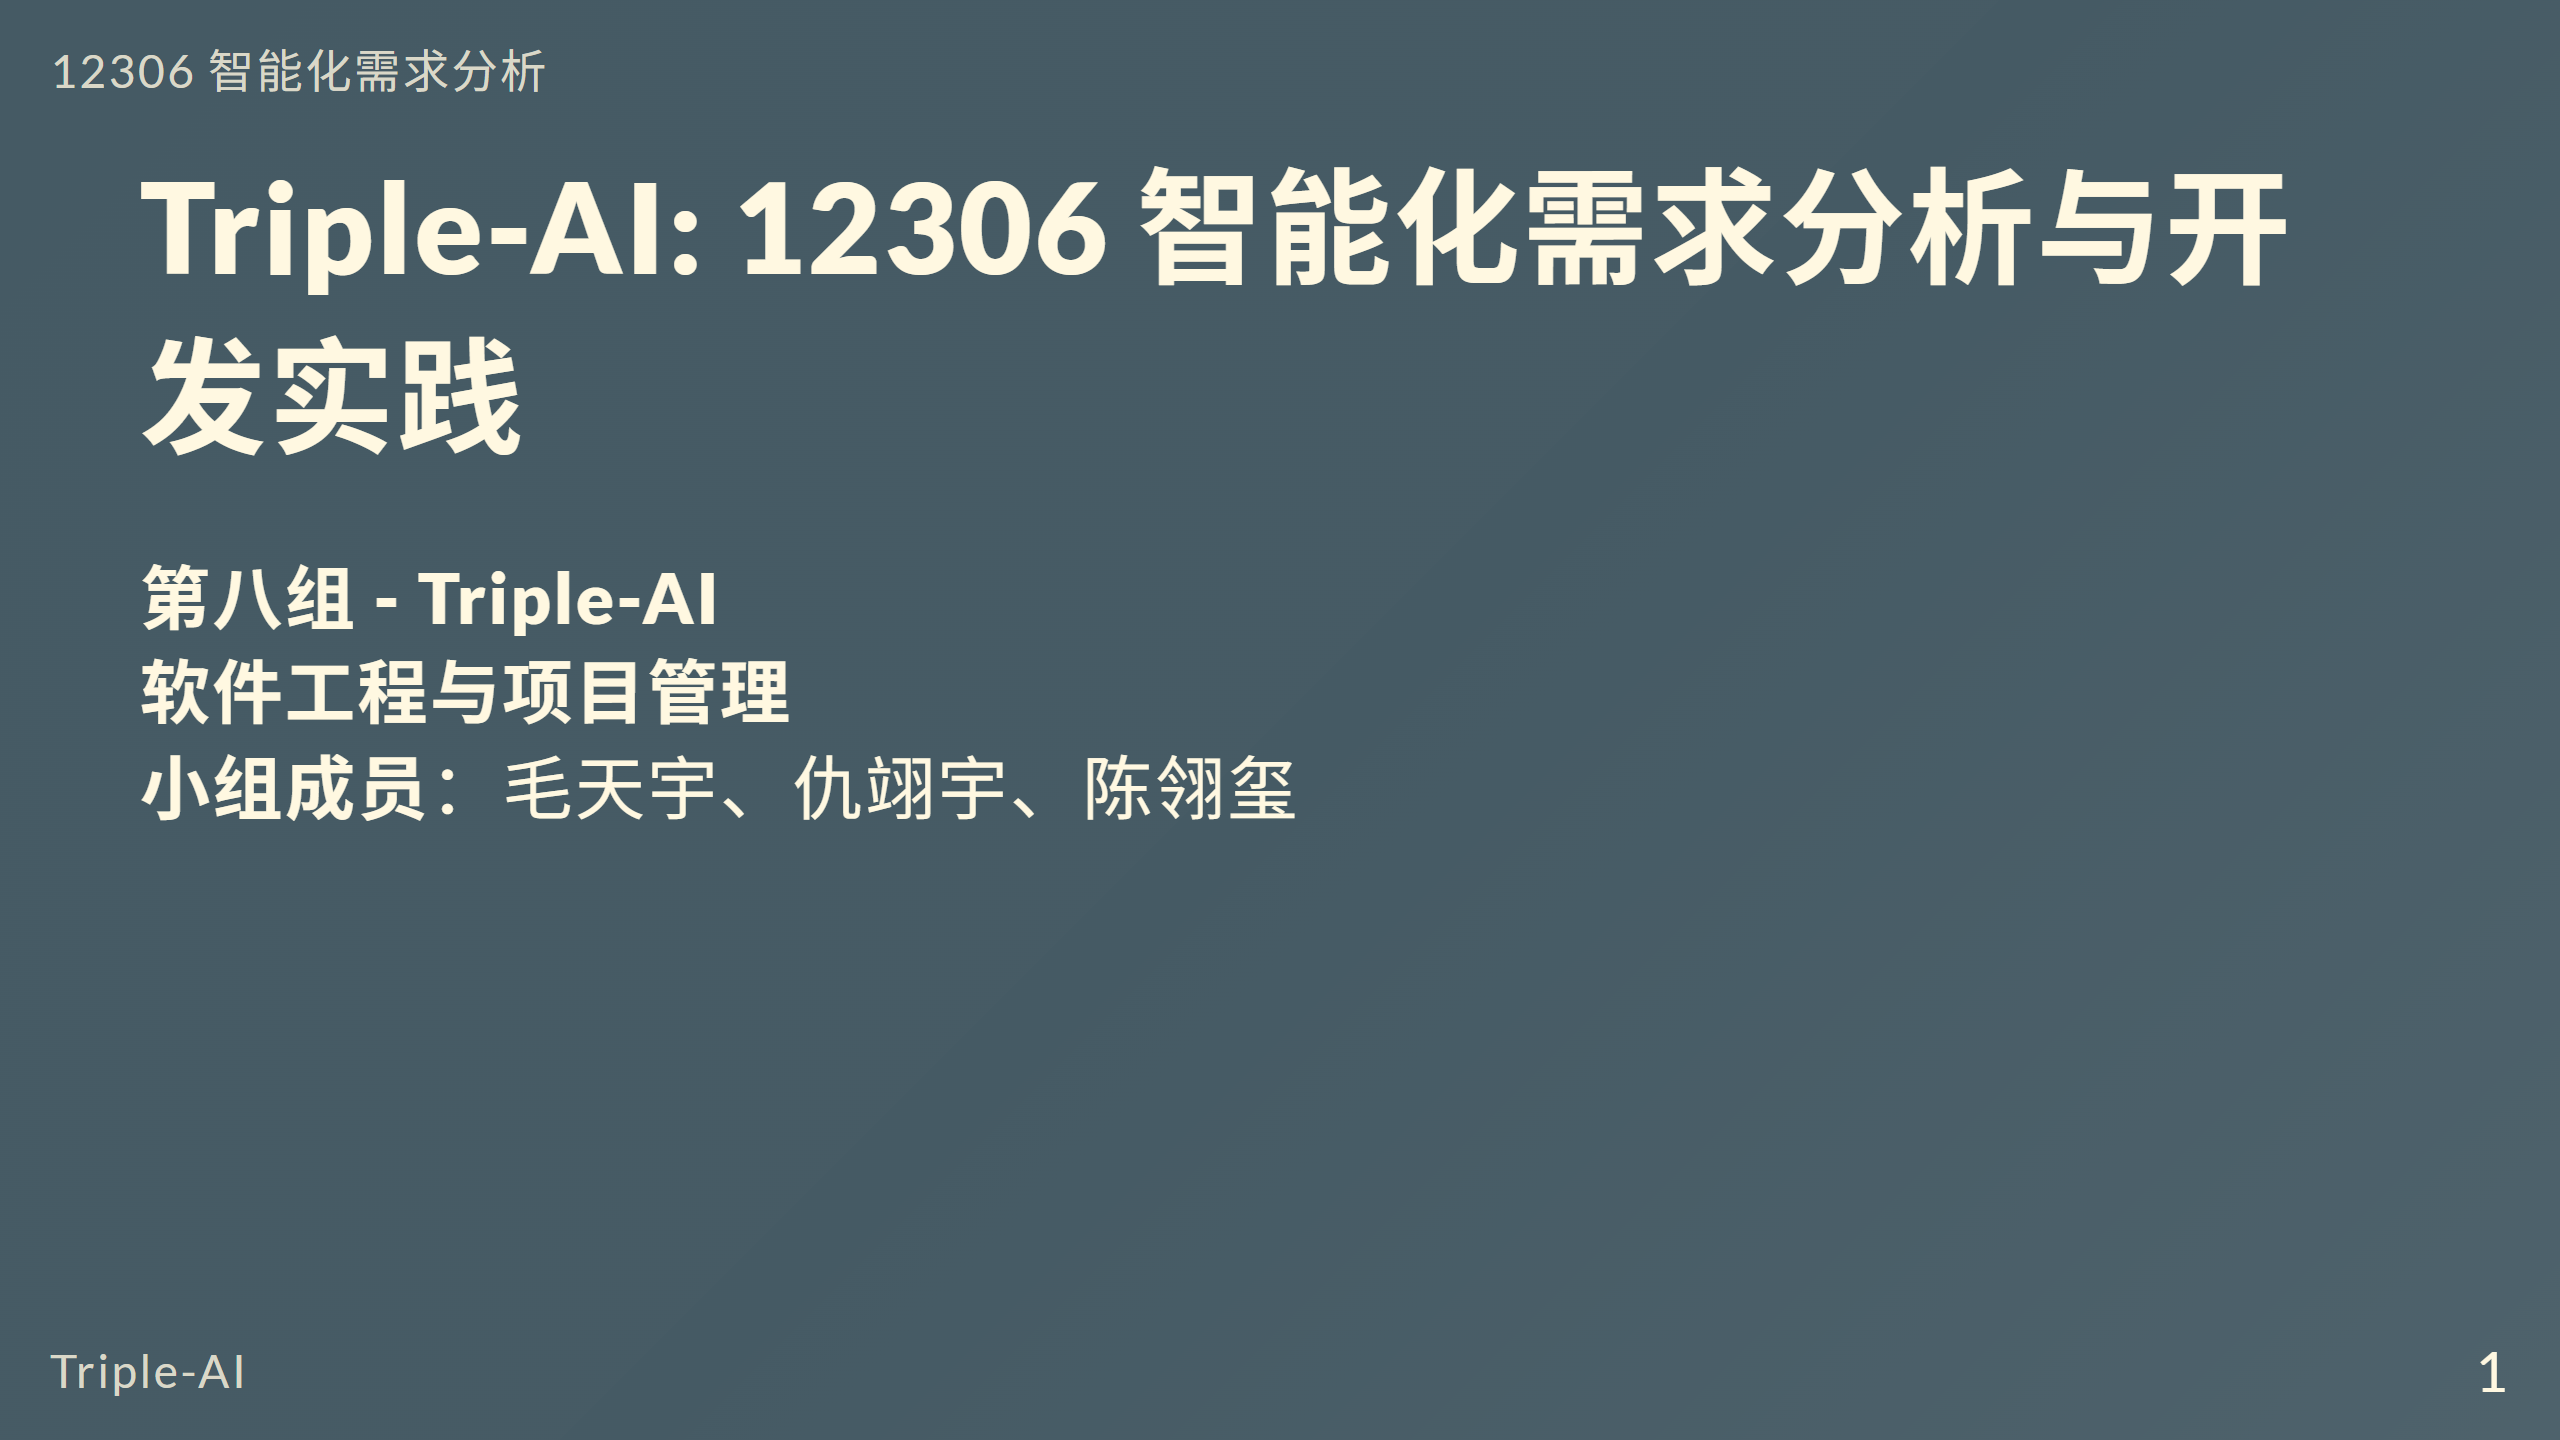 12306 智能化需求分析
Triple-AI: 12306 智能化需求分析与开
发实践
第八组 - Triple-AI
软件工程与项目管理
小组成员：毛天宇、仇翊宇、陈翎玺
Triple-AI
1